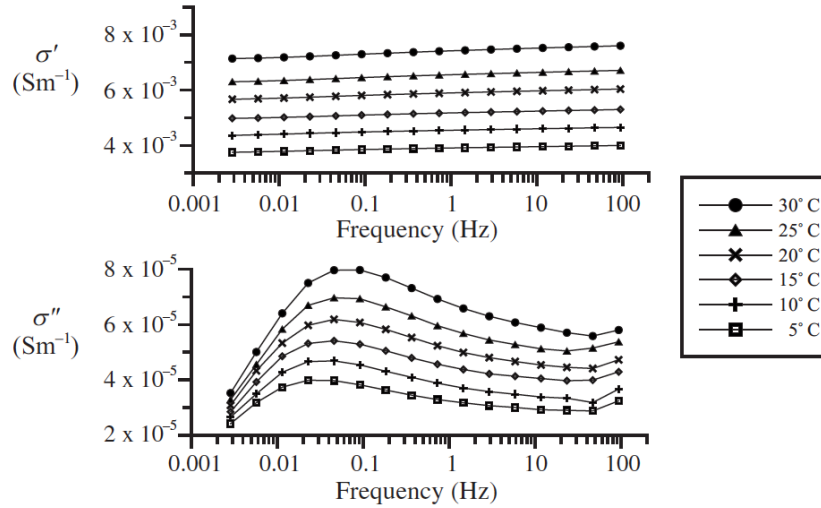 8 x 10⁻³
σ′
(Sm⁻¹)
6 x 10⁻³
4 x 10⁻³
0.001 0.01 0.1 1 10 100
Frequency (Hz)
30° C
25° C
20° C
15° C
10° C
5° C
8 x 10⁻⁵
σ″
(Sm⁻¹)
6 x 10⁻⁵
4 x 10⁻⁵
2 x 10⁻⁵
0.001 0.01 0.1 1 10 100
Frequency (Hz)